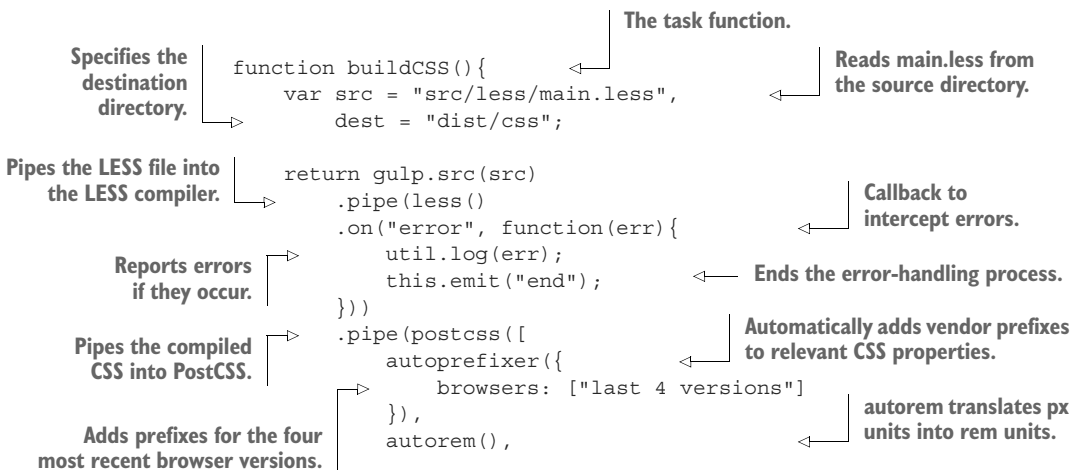 The task function.
Specifies the
destination
directory.
function buildCSS(){
Reads main.less from
the source directory.
    var src = "src/less/main.less",
        dest = "dist/css";
Pipes the LESS file into
the LESS compiler.
    return gulp.src(src)
        .pipe(less()
Callback to
intercept errors.
        .on("error", function(err){
            util.log(err);
Reports errors
if they occur.
            this.emit("end");
Ends the error-handling process.
        }))
        .pipe(postcss([
Pipes the compiled
CSS into PostCSS.
Automatically adds vendor prefixes
to relevant CSS properties.
            autoprefixer({
                browsers: ["last 4 versions"]
            }),
Adds prefixes for the four
most recent browser versions.
            autorem(),
autorem translates px
units into rem units.